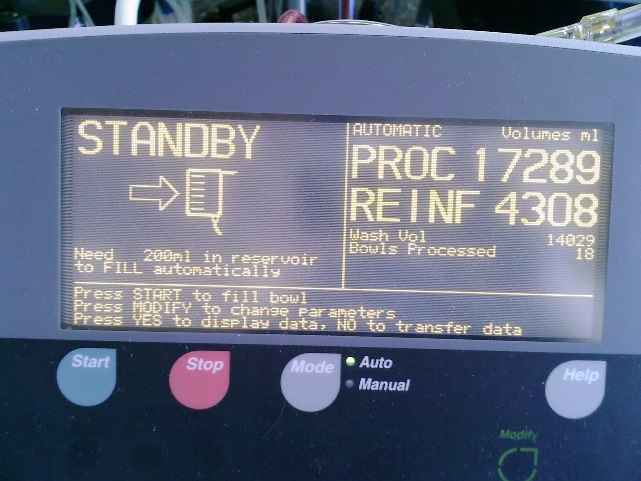 STANDBY
Need 200ml in reservoir
to FILL automatically
AUTOMATIC Volumes ml
PROC 17289
REINF 4308
Wash Vol 14029
Bowls Processed 18
Press START to fill bowl
Press MODIFY to change parameters
Press YES to display data, NO to transfer data
Start
Stop
Mode
Auto
Manual
Help
Modify